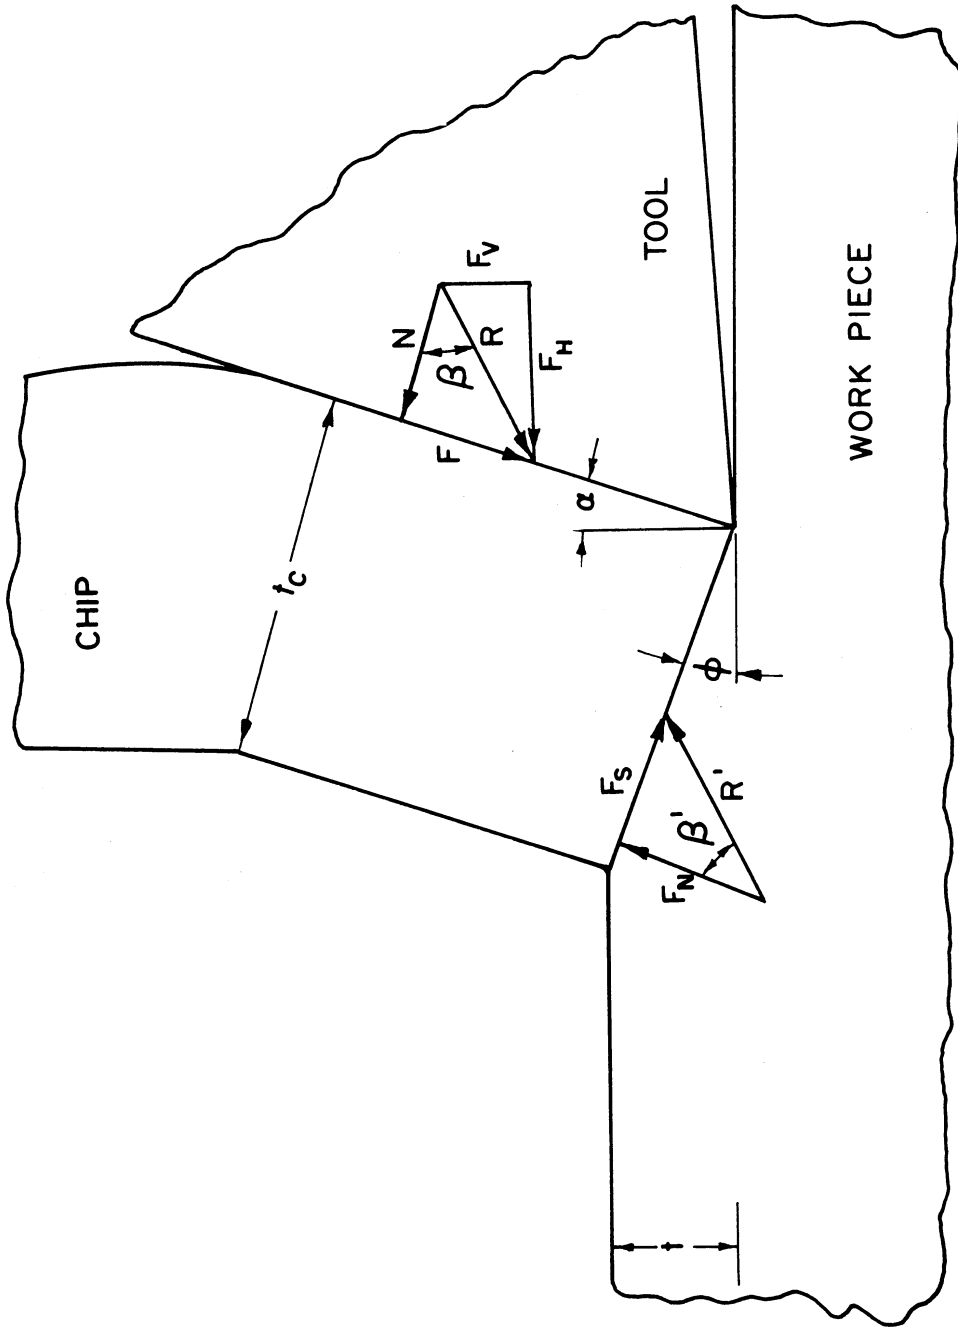 CHIP
t_c
TOOL
WORK PIECE
N
F_V
β
R
F
F_H
α
ϕ
F_S
R'
β'
F_N
t